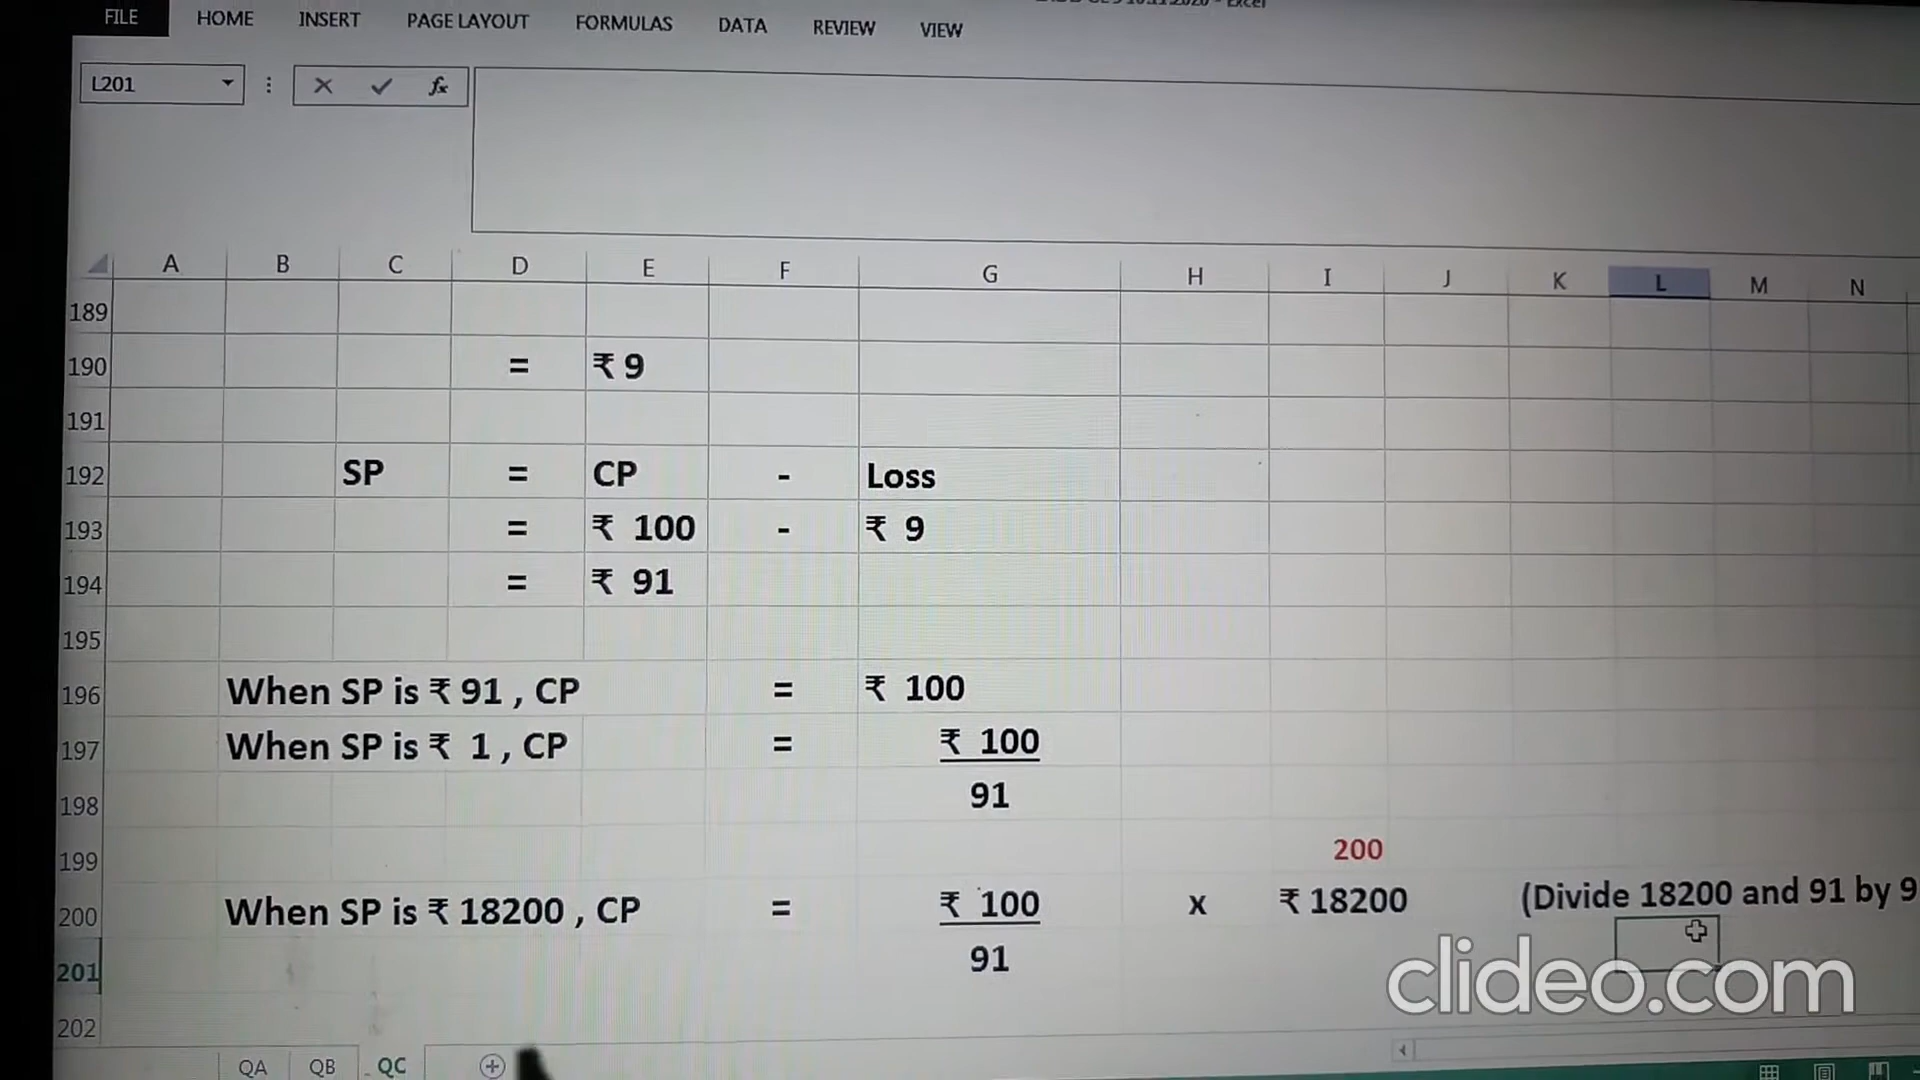 FILE HOME INSERT PAGE LAYOUT FORMULAS DATA REVIEW VIEW
L201 fx
A B C D E F G H I J K L M N
189
190 = ₹ 9
191
192 SP = CP - Loss
193 = ₹ 100 - ₹ 9
194 = ₹ 91
195
196 When SP is ₹ 91 , CP = ₹ 100
197 When SP is ₹ 1 , CP = ₹ 100
198 91
199 200
200 When SP is ₹ 18200 , CP = ₹ 100 x ₹ 18200 (Divide 18200 and 91 by 9
201 91
202
clideo.com
QA QB QC